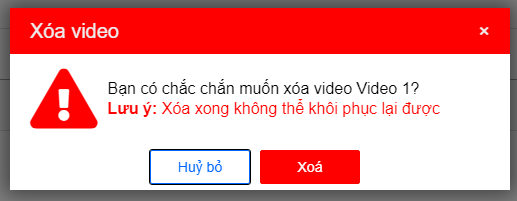 Xóa video
Bạn có chắc chắn muốn xóa video Video 1?
Lưu ý: Xóa xong không thể khôi phục lại được
Huỷ bỏ
Xoá